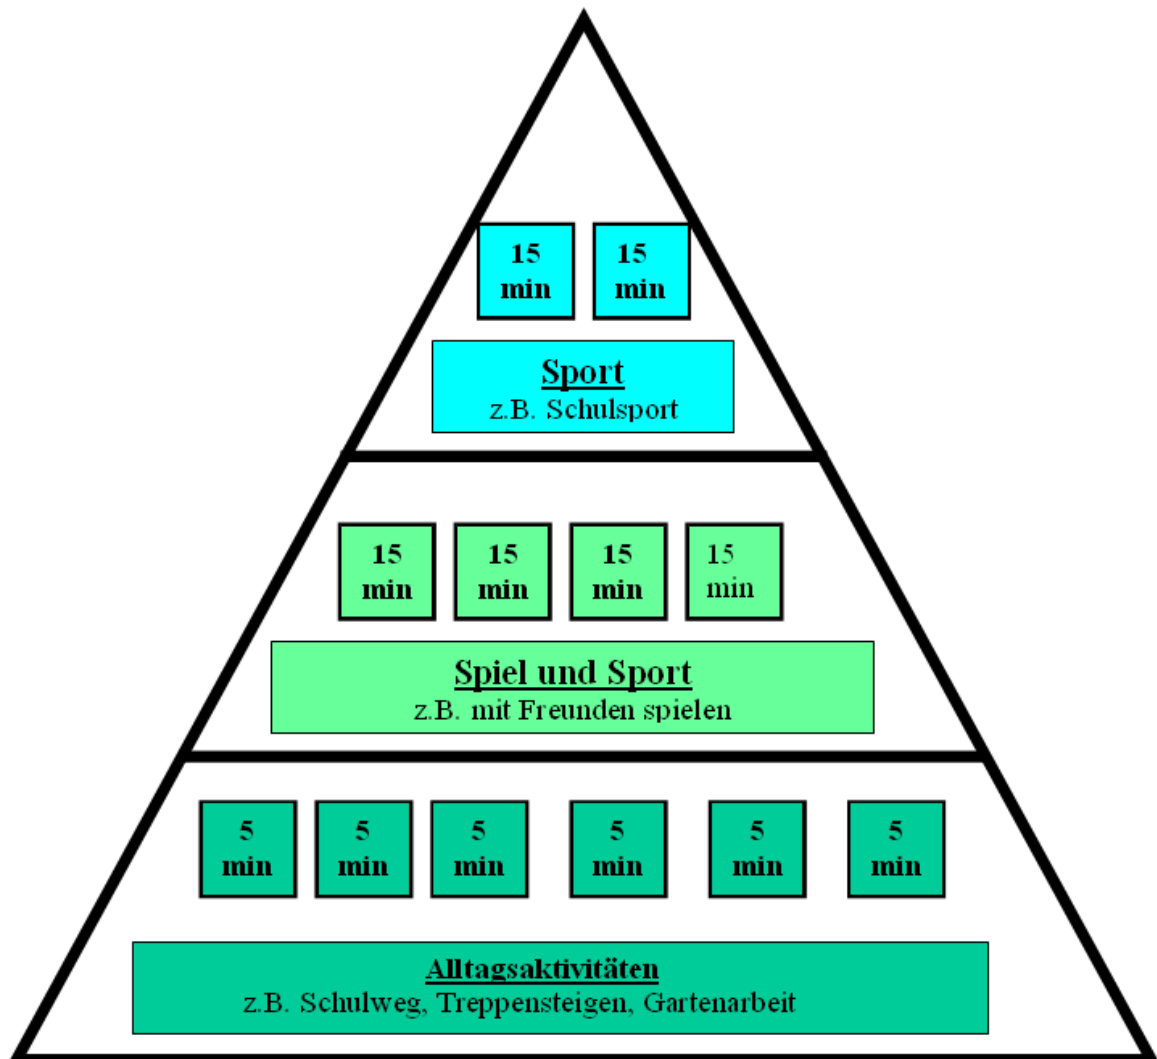 15 15
min min
Sport
z.B. Schulsport
15 15 15 15
min min min min
Spiel und Sport
z.B. mit Freunden spielen
5 5 5 5 5 5
min min min min min min
Alltagsaktivitäten
z.B. Schulweg, Treppensteigen, Gartenarbeit